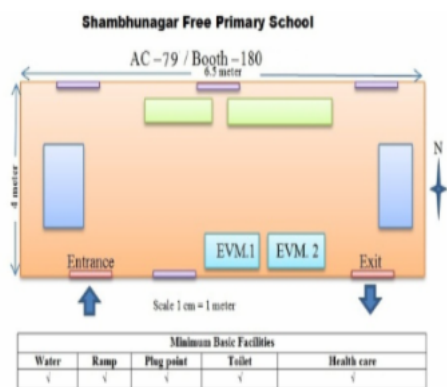 Shambhunagar Free Primary School
AC –79 / Booth –180
6.5 meter
4 meter
N
EVM.1 EVM. 2
Entrance Exit
Scale 1 cm = 1 meter
Minimum Basic Facilities
Water Ramp Plug point Toilet Health care
√ √ √ √ √